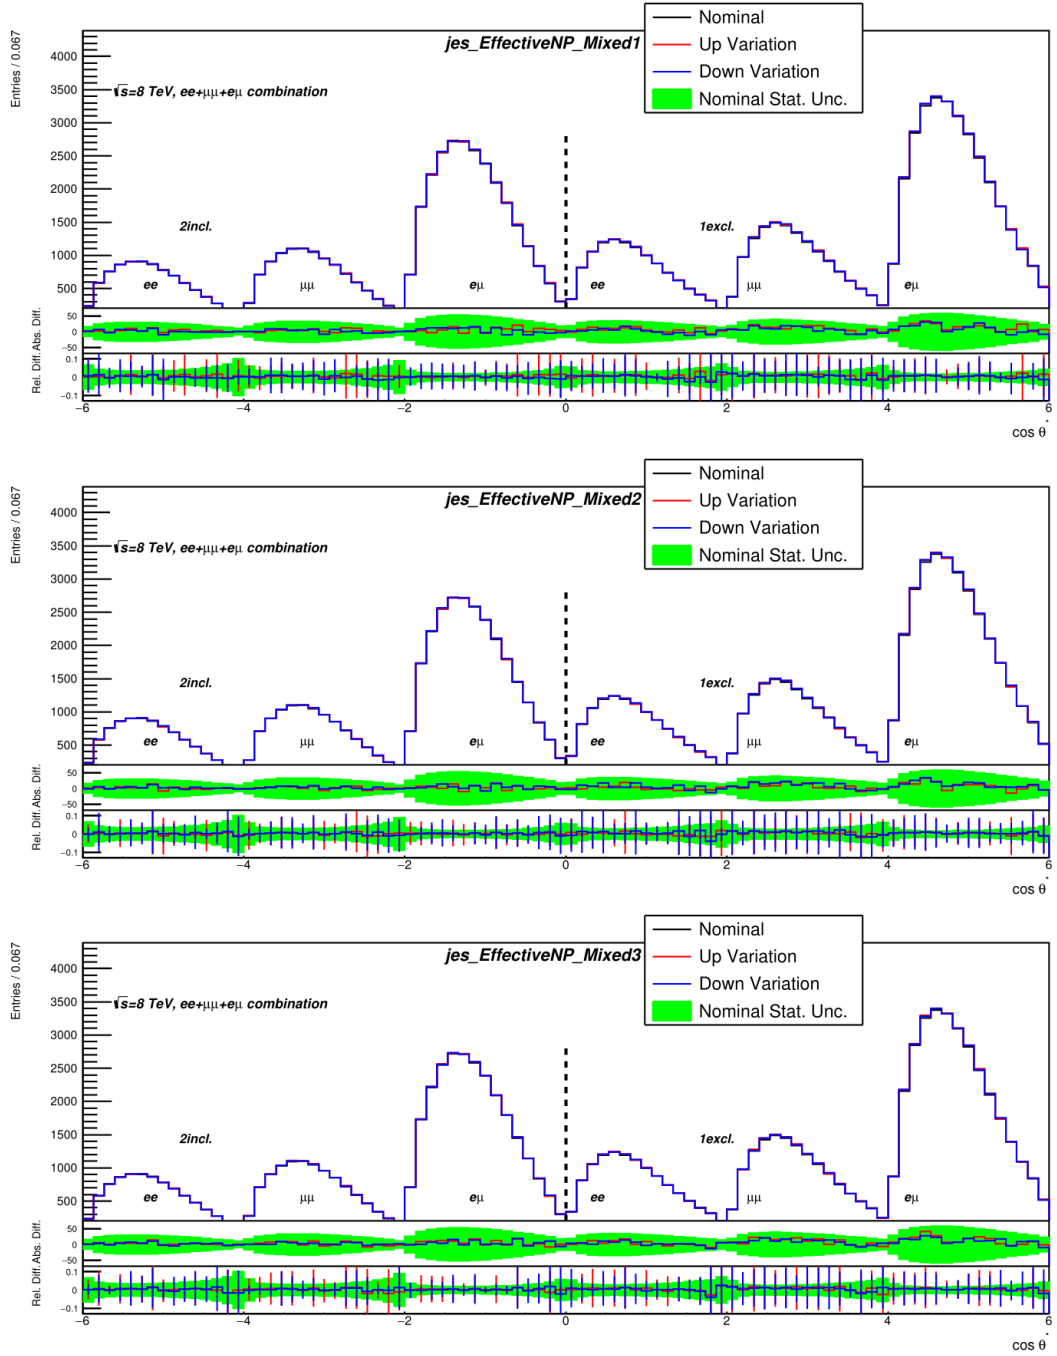 Nominal
Up Variation
Down Variation
Nominal Stat. Unc.
jes_EffectiveNP_Mixed1
Entries / 0.067
4000
3500
3000
2500
2000
1500
1000
500
√s=8 TeV, ee+μμ+eμ combination
2incl.
1excl.
ee
μμ
eμ
ee
μμ
eμ
Abs. Diff.
50
0
−50
Rel. Diff.
0.1
0
−0.1
−6
−4
−2
0
2
4
6
cos θ*
Nominal
Up Variation
Down Variation
Nominal Stat. Unc.
jes_EffectiveNP_Mixed2
Entries / 0.067
4000
3500
3000
2500
2000
1500
1000
500
√s=8 TeV, ee+μμ+eμ combination
2incl.
1excl.
ee
μμ
eμ
ee
μμ
eμ
Abs. Diff.
50
0
−50
Rel. Diff.
0.1
0
−0.1
−6
−4
−2
0
2
4
6
cos θ*
Nominal
Up Variation
Down Variation
Nominal Stat. Unc.
jes_EffectiveNP_Mixed3
Entries / 0.067
4000
3500
3000
2500
2000
1500
1000
500
√s=8 TeV, ee+μμ+eμ combination
2incl.
1excl.
ee
μμ
eμ
ee
μμ
eμ
Abs. Diff.
50
0
−50
Rel. Diff.
0.1
0
−0.1
−6
−4
−2
0
2
4
6
cos θ*